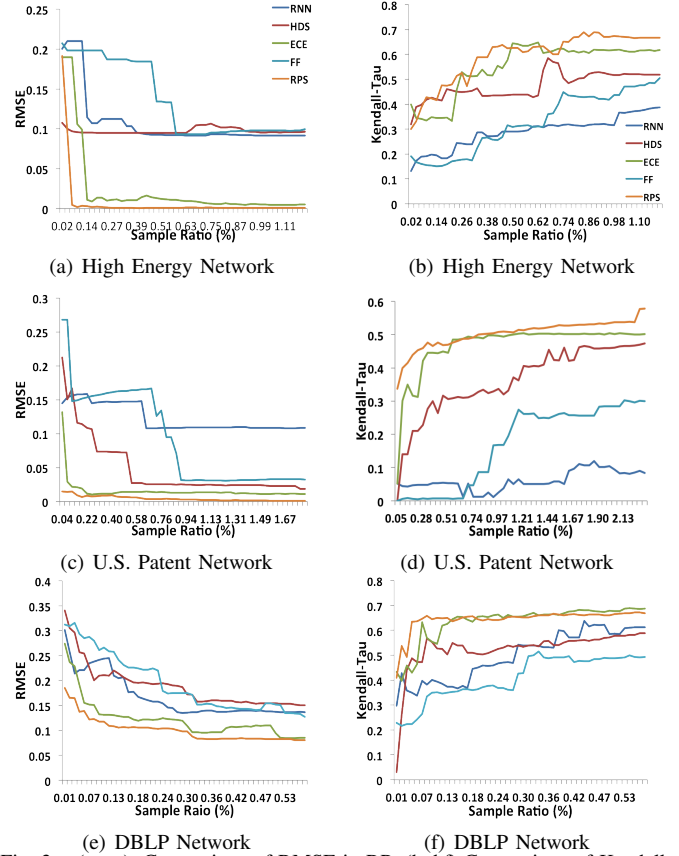 0.25
0.2
0.15
0.1
0.05
0
RMSE
RNN
HDS
ECE
FF
RPS
0.02 0.14 0.27 0.39 0.51 0.63 0.75 0.87 0.99 1.11
Sample Ratio (%)
(a) High Energy Network
0.8
0.7
0.6
0.5
0.4
0.3
0.2
0.1
0
Kendall-Tau
RNN
HDS
ECE
FF
RPS
0.02 0.14 0.26 0.38 0.50 0.62 0.74 0.86 0.98 1.10
Sample Ratio (%)
(b) High Energy Network
0.3
0.25
0.2
0.15
0.1
0.05
0
RMSE
0.04 0.22 0.40 0.58 0.76 0.94 1.13 1.31 1.49 1.67
Sample Ratio (%)
(c) U.S. Patent Network
0.6
0.5
0.4
0.3
0.2
0.1
0
Kendall-Tau
0.05 0.28 0.51 0.74 0.97 1.21 1.44 1.67 1.90 2.13
Sample Ratio (%)
(d) U.S. Patent Network
0.4
0.35
0.3
0.25
0.2
0.15
0.1
0.05
0
RMSE
0.01 0.07 0.13 0.18 0.24 0.30 0.36 0.42 0.47 0.53
Sample Ratio (%)
(e) DBLP Network
0.8
0.7
0.6
0.5
0.4
0.3
0.2
0.1
0
Kendall-Tau
0.01 0.07 0.13 0.18 0.24 0.30 0.36 0.42 0.47 0.53
Sample Ratio (%)
(f) DBLP Network